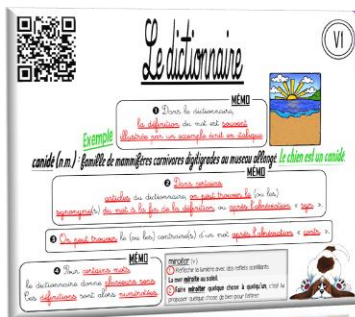 Le dictionnaire
V1
MÉMO
❶ Dans le dictionnaire,
la définition du mot est souvent
illustrée par un exemple écrit en italique.
Exemple
canidé (n.m.) : famille de mammifères carnivores digitigrades au museau allongé. Le chien est un canidé.
MÉMO
❷ Dans certains
articles du dictionnaire, on peut trouver le (ou les)
synonyme(s) du mot à la fin de la définition ou après l'abréviation « syn ».
❸ On peut trouver le (ou les) contraire(s) d'un mot après l'abréviation « contr ».
MÉMO
❹ Pour certains mots,
le dictionnaire donne plusieurs sens.
Ces définitions sont alors numérotées.
miroiter (v)
① Réfléchir la lumière avec des reflets scintillants.
La mer miroite au soleil.
② Faire miroiter quelque chose à quelqu'un, c'est lui
proposer quelque chose de bien pour l'attirer.